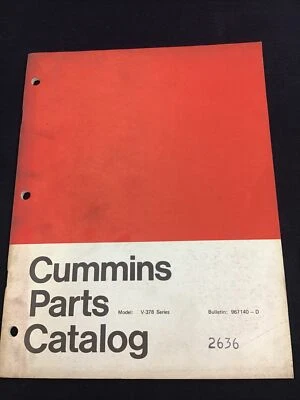 Cummins
Parts
Model: V-378 Series Bulletin: 967140 – D
Catalog
2636